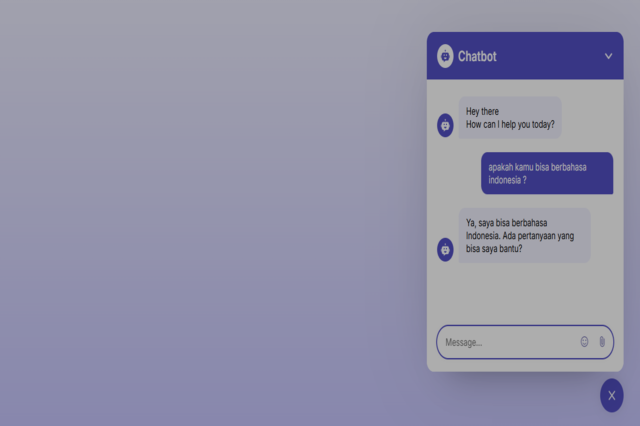 Chatbot
Hey there
How can I help you today?
apakah kamu bisa berbahasa
indonesia ?
Ya, saya bisa berbahasa
Indonesia. Ada pertanyaan yang
bisa saya bantu?
Message...
X